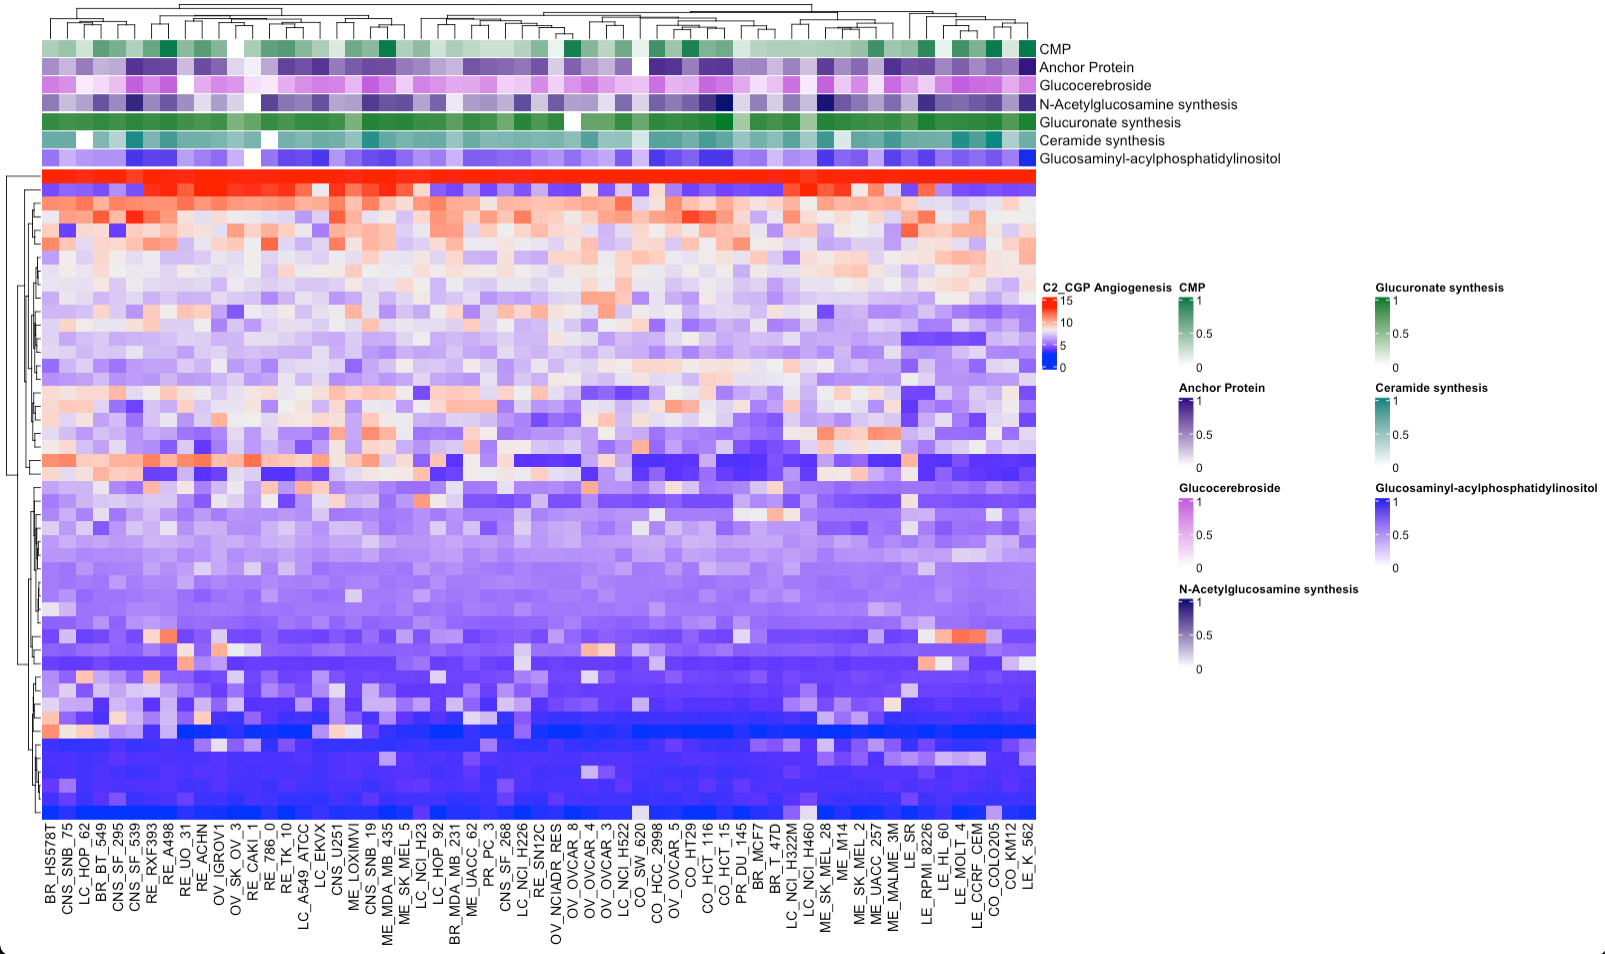 CMP
Anchor Protein
Glucocerebroside
N-Acetylglucosamine synthesis
Glucuronate synthesis
Ceramide synthesis
Glucosaminyl-acylphosphatidylinositol
C2_CGP Angiogenesis
15
10
5
0
CMP
1
0.5
0
Glucuronate synthesis
1
0.5
0
Anchor Protein
1
0.5
0
Ceramide synthesis
1
0.5
0
Glucocerebroside
1
0.5
0
Glucosaminyl-acylphosphatidylinositol
1
0.5
0
N-Acetylglucosamine synthesis
1
0.5
0
BR_HS578T
CNS_SNB_75
LC_HOP_62
BR_BT_549
CNS_SF_295
CNS_SF_539
RE_RXF393
RE_A498
RE_UO_31
RE_ACHN
OV_IGROV1
OV_SK_OV_3
RE_CAKI_1
RE_786_0
RE_TK_10
LC_A549_ATCC
LC_EKVX
CNS_U251
ME_LOXIMVI
CNS_SNB_19
ME_MDA_MB_435
ME_SK_MEL_5
LC_NCI_H23
LC_HOP_92
BR_MDA_MB_231
ME_UACC_62
PR_PC_3
CNS_SF_268
LC_NCI_H226
RE_SN12C
OV_NCIADR_RES
OV_OVCAR_8
OV_OVCAR_4
OV_OVCAR_3
LC_NCI_H522
CO_SW_620
CO_HCC_2998
OV_OVCAR_5
CO_HT29
CO_HCT_116
CO_HCT_15
PR_DU_145
BR_MCF7
BR_T_47D
LC_NCI_H322M
LC_NCI_H460
ME_SK_MEL_28
ME_M14
ME_SK_MEL_2
ME_UACC_257
ME_MALME_3M
LE_SR
LE_RPMI_8226
LE_HL_60
LE_MOLT_4
LE_CCRF_CEM
CO_COLO205
CO_KM12
LE_K_562